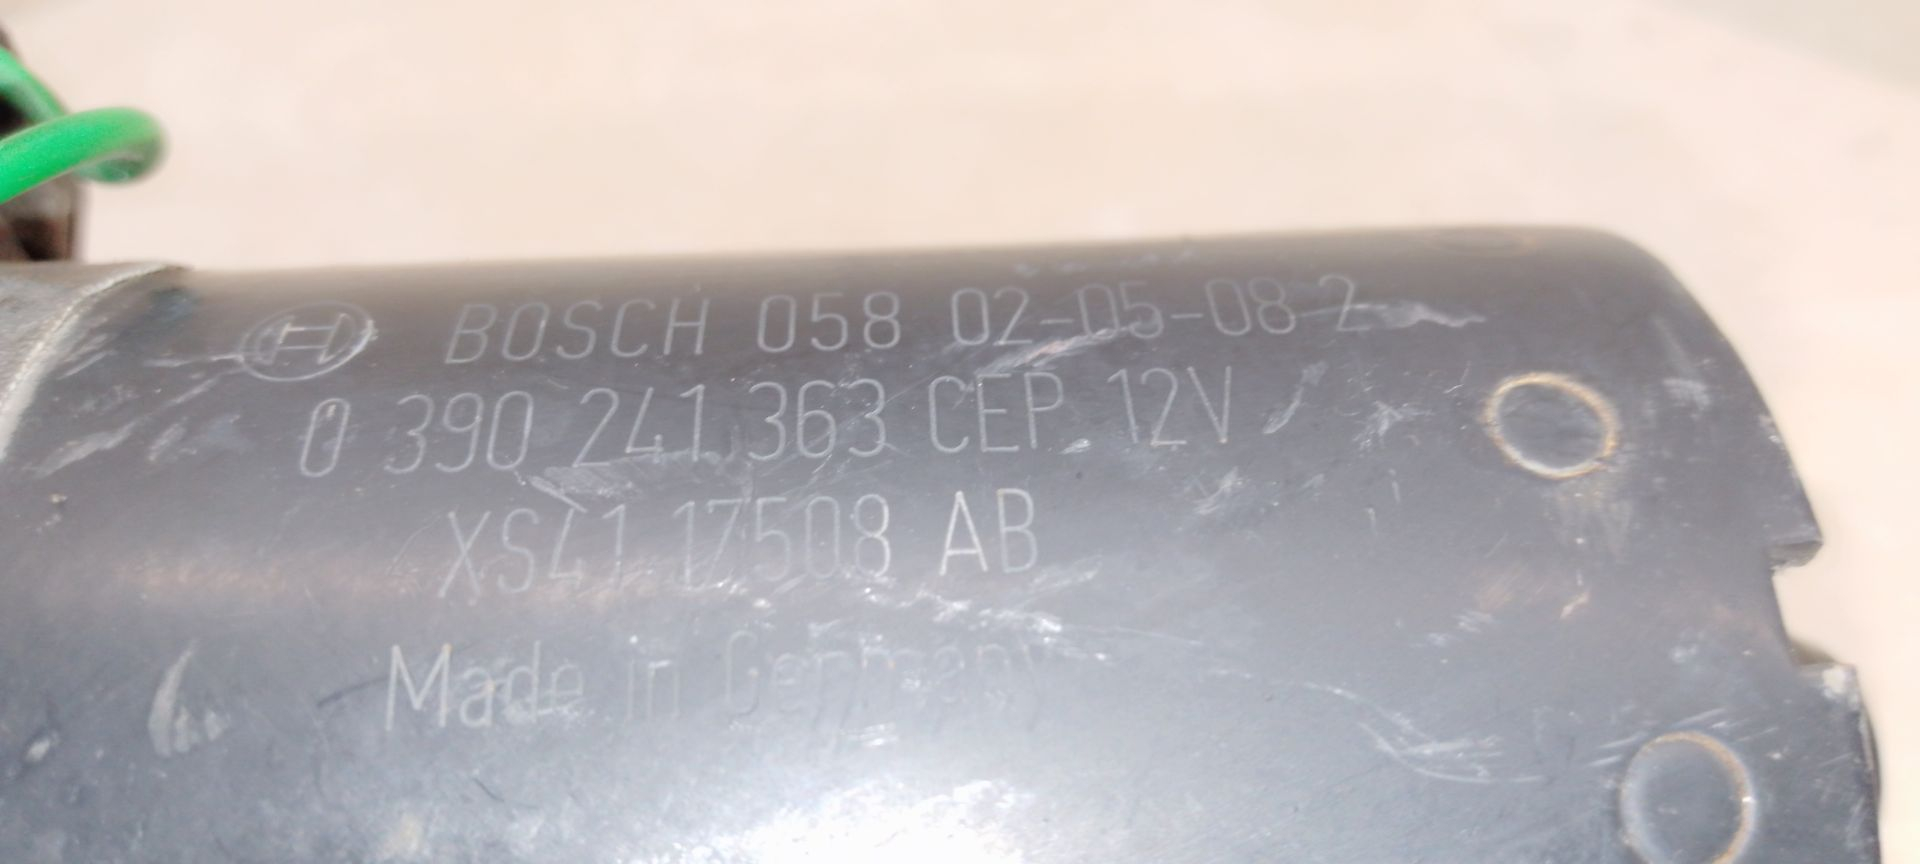 BOSCH 058 02-05-08 2
0 390 241 363 CEP 12V
XS41 17508 AB
Made in Germany